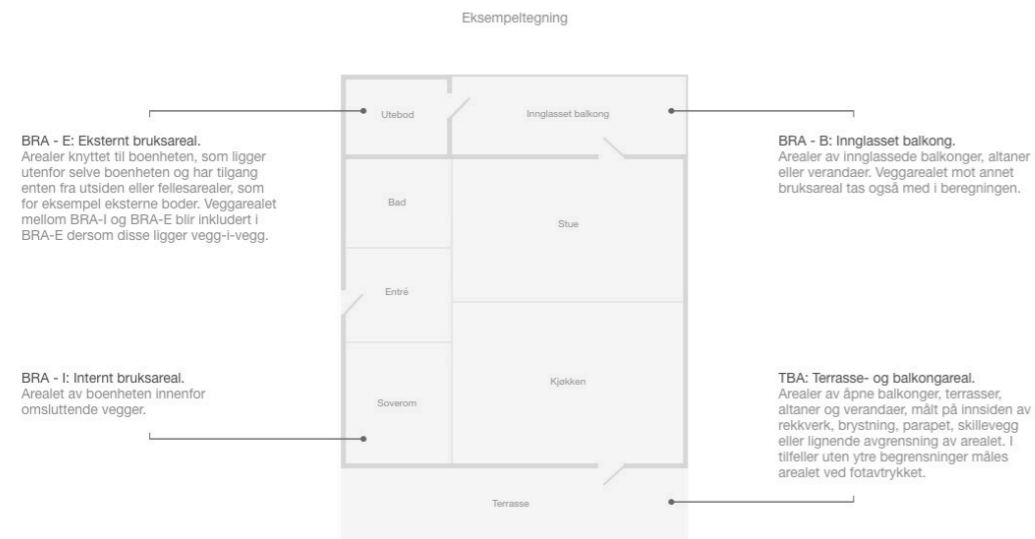 Eksempeltegning
BRA - E: Eksternt bruksareal.
Arealer knyttet til boenheten, som ligger
utenfor selve boenheten og har tilgang
enten fra utsiden eller fellesarealer, som
for eksempel eksterne boder. Veggarealet
mellom BRA-I og BRA-E blir inkludert i
BRA-E dersom disse ligger vegg-i-vegg.
BRA - I: Internt bruksareal.
Arealet av boenheten innenfor
omsluttende vegger.
Utebod
Innglasset balkong
Bad
Stue
Entré
Kjøkken
Soverom
Terrasse
BRA - B: Innglasset balkong.
Arealer av innglassede balkonger, altaner
eller verandaer. Veggarealet mot annet
bruksareal tas også med i beregningen.
TBA: Terrasse- og balkongareal.
Arealer av åpne balkonger, terrasser,
altaner og verandaer, målt på innsiden av
rekkverk, brystning, parapet, skillevegg
eller lignende avgrensning av arealet. I
tilfeller uten ytre begrensninger måles
arealet ved fotavtrykket.